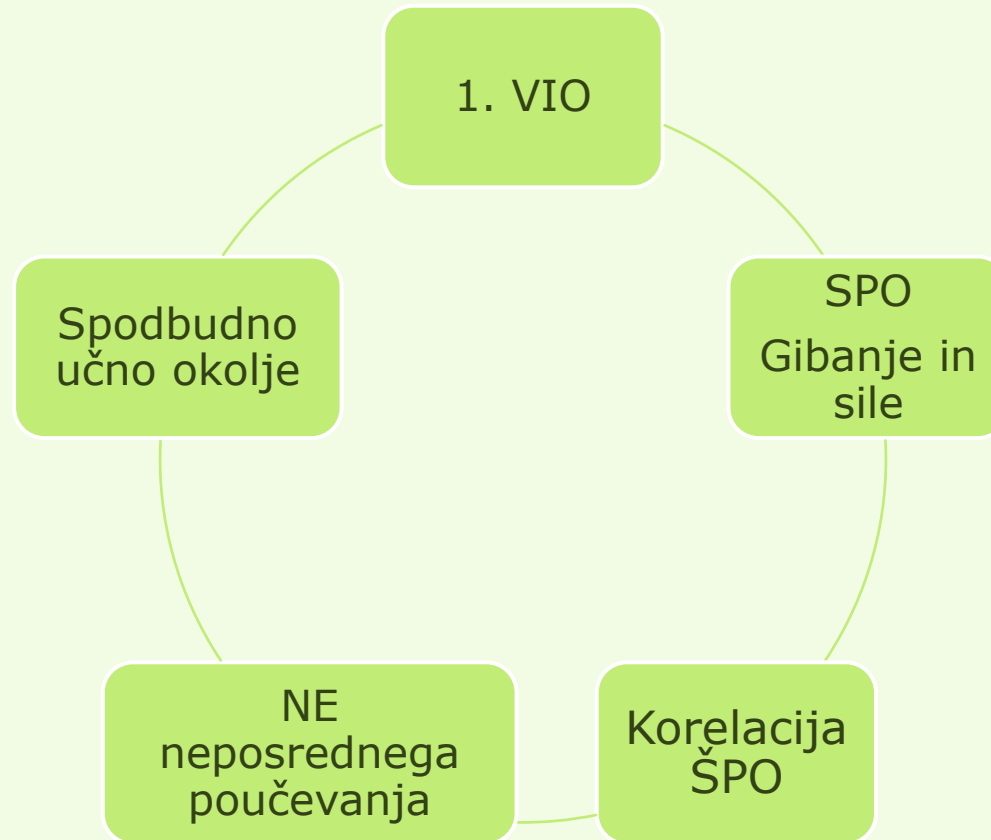 1. VIO
SPO
Gibanje in
sile
Korelacija
ŠPO
NE
neposrednega
poučevanja
Spodbudno
učno okolje